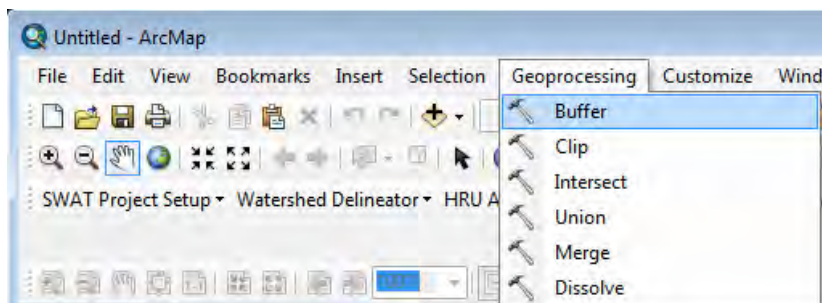 Untitled - ArcMap
File Edit View Bookmarks Insert Selection Geoprocessing Customize Wind
Buffer
Clip
Intersect
SWAT Project Setup Watershed Delineator HRU A
Union
Merge
Dissolve